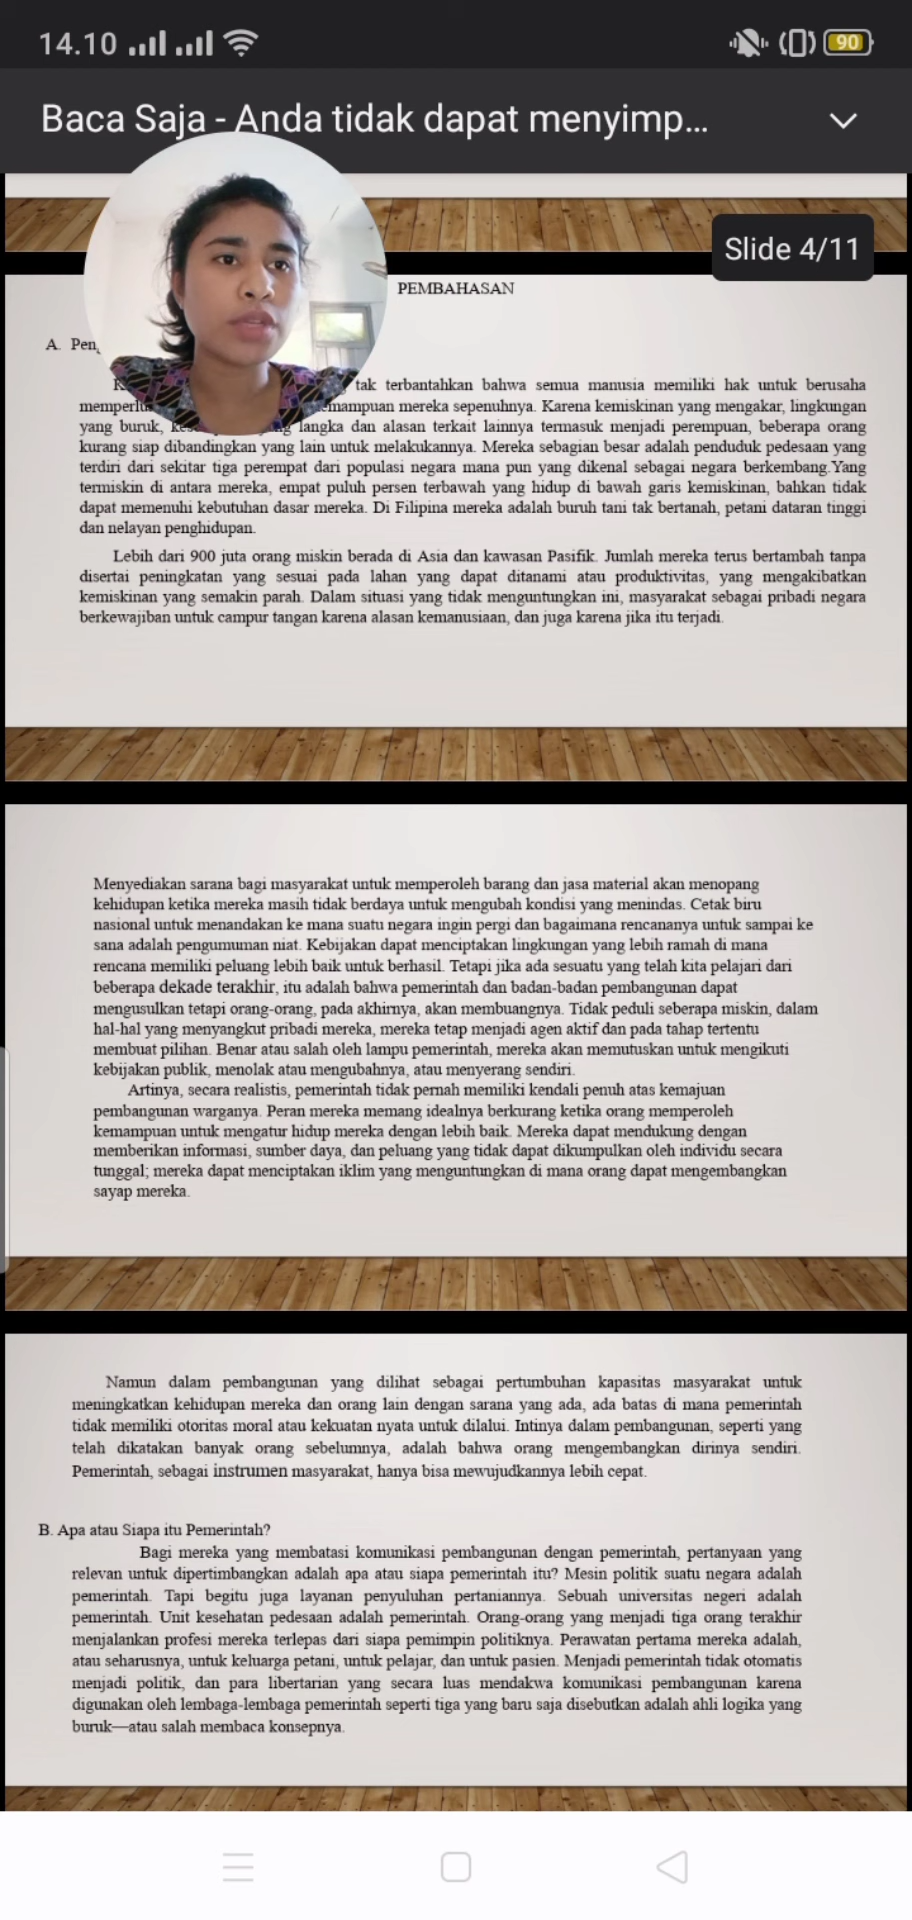 14.10
90
Baca Saja - Anda tidak dapat menyimp...
Slide 4/11
PEMBAHASAN
A. Pen
tak terbantahkan bahwa semua manusia memiliki hak untuk berusaha
memperlu emampuan mereka sepenuhnya. Karena kemiskinan yang mengakar, lingkungan
yang buruk, langka dan alasan terkait lainnya termasuk menjadi perempuan, beberapa orang
kurang siap dibandingkan yang lain untuk melakukannya. Mereka sebagian besar adalah penduduk pedesaan yang
terdiri dari sekitar tiga perempat dari populasi negara mana pun yang dikenal sebagai negara berkembang.Yang
termiskin di antara mereka, empat puluh persen terbawah yang hidup di bawah garis kemiskinan, bahkan tidak
dapat memenuhi kebutuhan dasar mereka. Di Filipina mereka adalah buruh tani tak bertanah, petani dataran tinggi
dan nelayan penghidupan.
Lebih dari 900 juta orang miskin berada di Asia dan kawasan Pasifik. Jumlah mereka terus bertambah tanpa
disertai peningkatan yang sesuai pada lahan yang dapat ditanami atau produktivitas, yang mengakibatkan
kemiskinan yang semakin parah. Dalam situasi yang tidak menguntungkan ini, masyarakat sebagai pribadi negara
berkewajiban untuk campur tangan karena alasan kemanusiaan, dan juga karena jika itu terjadi.
Menyediakan sarana bagi masyarakat untuk memperoleh barang dan jasa material akan menopang
kehidupan ketika mereka masih tidak berdaya untuk mengubah kondisi yang menindas. Cetak biru
nasional untuk menandakan ke mana suatu negara ingin pergi dan bagaimana rencananya untuk sampai ke
sana adalah pengumuman niat. Kebijakan dapat menciptakan lingkungan yang lebih ramah di mana
rencana memiliki peluang lebih baik untuk berhasil. Tetapi jika ada sesuatu yang telah kita pelajari dari
beberapa dekade terakhir, itu adalah bahwa pemerintah dan badan-badan pembangunan dapat
mengusulkan tetapi orang-orang, pada akhirnya, akan membuangnya. Tidak peduli seberapa miskin, dalam
hal-hal yang menyangkut pribadi mereka, mereka tetap menjadi agen aktif dan pada tahap tertentu
membuat pilihan. Benar atau salah oleh lampu pemerintah, mereka akan memutuskan untuk mengikuti
kebijakan publik, menolak atau mengubahnya, atau menyerang sendiri.
Artinya, secara realistis, pemerintah tidak pernah memiliki kendali penuh atas kemajuan
pembangunan warganya. Peran mereka memang idealnya berkurang ketika orang memperoleh
kemampuan untuk mengatur hidup mereka dengan lebih baik. Mereka dapat mendukung dengan
memberikan informasi, sumber daya, dan peluang yang tidak dapat dikumpulkan oleh individu secara
tunggal; mereka dapat menciptakan iklim yang menguntungkan di mana orang dapat mengembangkan
sayap mereka.
Namun dalam pembangunan yang dilihat sebagai pertumbuhan kapasitas masyarakat untuk
meningkatkan kehidupan mereka dan orang lain dengan sarana yang ada, ada batas di mana pemerintah
tidak memiliki otoritas moral atau kekuatan nyata untuk dilalui. Intinya dalam pembangunan, seperti yang
telah dikatakan banyak orang sebelumnya, adalah bahwa orang mengembangkan dirinya sendiri.
Pemerintah, sebagai instrumen masyarakat, hanya bisa mewujudkannya lebih cepat.
B. Apa atau Siapa itu Pemerintah?
Bagi mereka yang membatasi komunikasi pembangunan dengan pemerintah, pertanyaan yang
relevan untuk dipertimbangkan adalah apa atau siapa pemerintah itu? Mesin politik suatu negara adalah
pemerintah. Tapi begitu juga layanan penyuluhan pertaniannya. Sebuah universitas negeri adalah
pemerintah. Unit kesehatan pedesaan adalah pemerintah. Orang-orang yang menjadi tiga orang terakhir
menjalankan profesi mereka terlepas dari siapa pemimpin politiknya. Perawatan pertama mereka adalah,
atau seharusnya, untuk keluarga petani, untuk pelajar, dan untuk pasien. Menjadi pemerintah tidak otomatis
menjadi politik, dan para libertarian yang secara luas mendakwa komunikasi pembangunan karena
digunakan oleh lembaga-lembaga pemerintah seperti tiga yang baru saja disebutkan adalah ahli logika yang
buruk—atau salah membaca konsepnya.